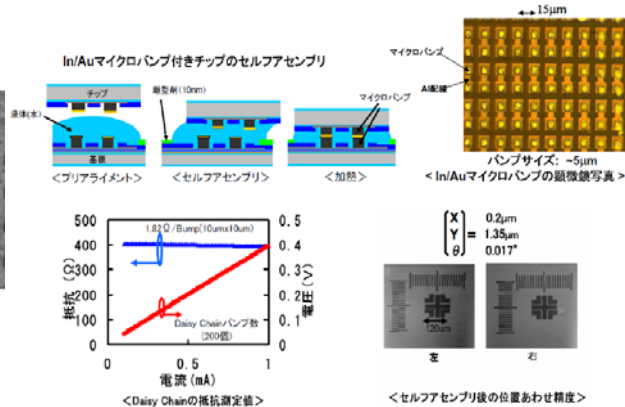 In/Auマイクロバンプ付きチップのセルフアセンブリ
チップ
液体(水)
基板
離型剤(10nm)
マイクロバンプ
<プリアライメント>
<セルフアセンブリ>
<加熱>
15μm
マイクロバンプ
Al配線
バンプサイズ: ~5μm
< In/Auマイクロバンプの顕微鏡写真 >
1.82Ω/Bump(10umx10um)
Daisy Chainバンプ数
(200個)
抵抗(Ω)
500
400
300
200
100
0
電圧(V)
0.5
0.4
0.3
0.2
0.1
0
0
0.5
1
電流(mA)
<Daisy Chainの抵抗測定値>
X 0.2μm
Y = 1.35μm
θ 0.017°
120um
左
右
<セルフアセンブリ後の位置あわせ精度>